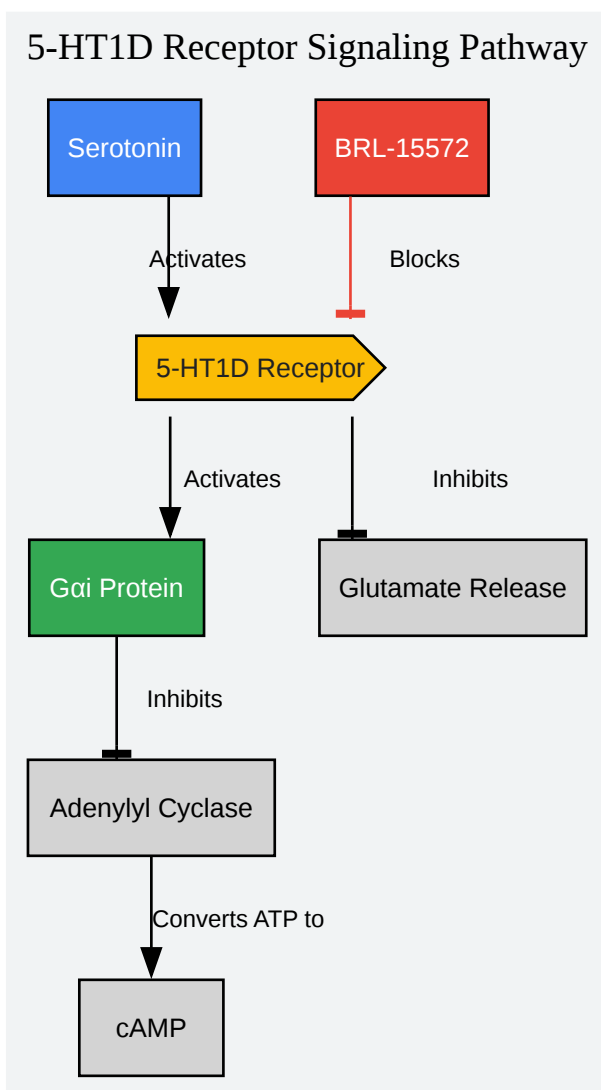 5-HT1D Receptor Signaling Pathway
Serotonin
BRL-15572
Activates
Blocks
5-HT1D Receptor
Activates
Inhibits
Gαi Protein
Glutamate Release
Inhibits
Adenylyl Cyclase
Converts ATP to
cAMP